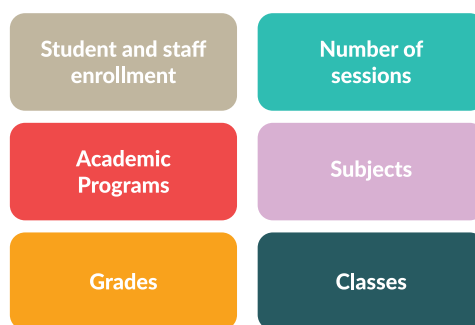 Student and staff
enrollment
Number of
sessions
Academic
Programs
Subjects
Grades
Classes